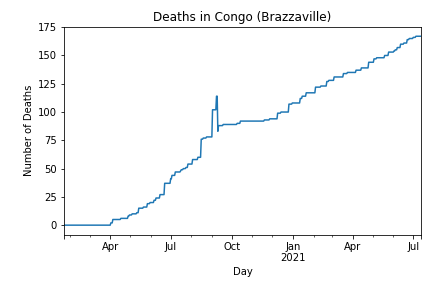 Deaths in Congo (Brazzaville)
175
150
125
100
75
50
25
0
Number of Deaths
Apr
Jul
Oct
Jan
2021
Apr
Jul
Day